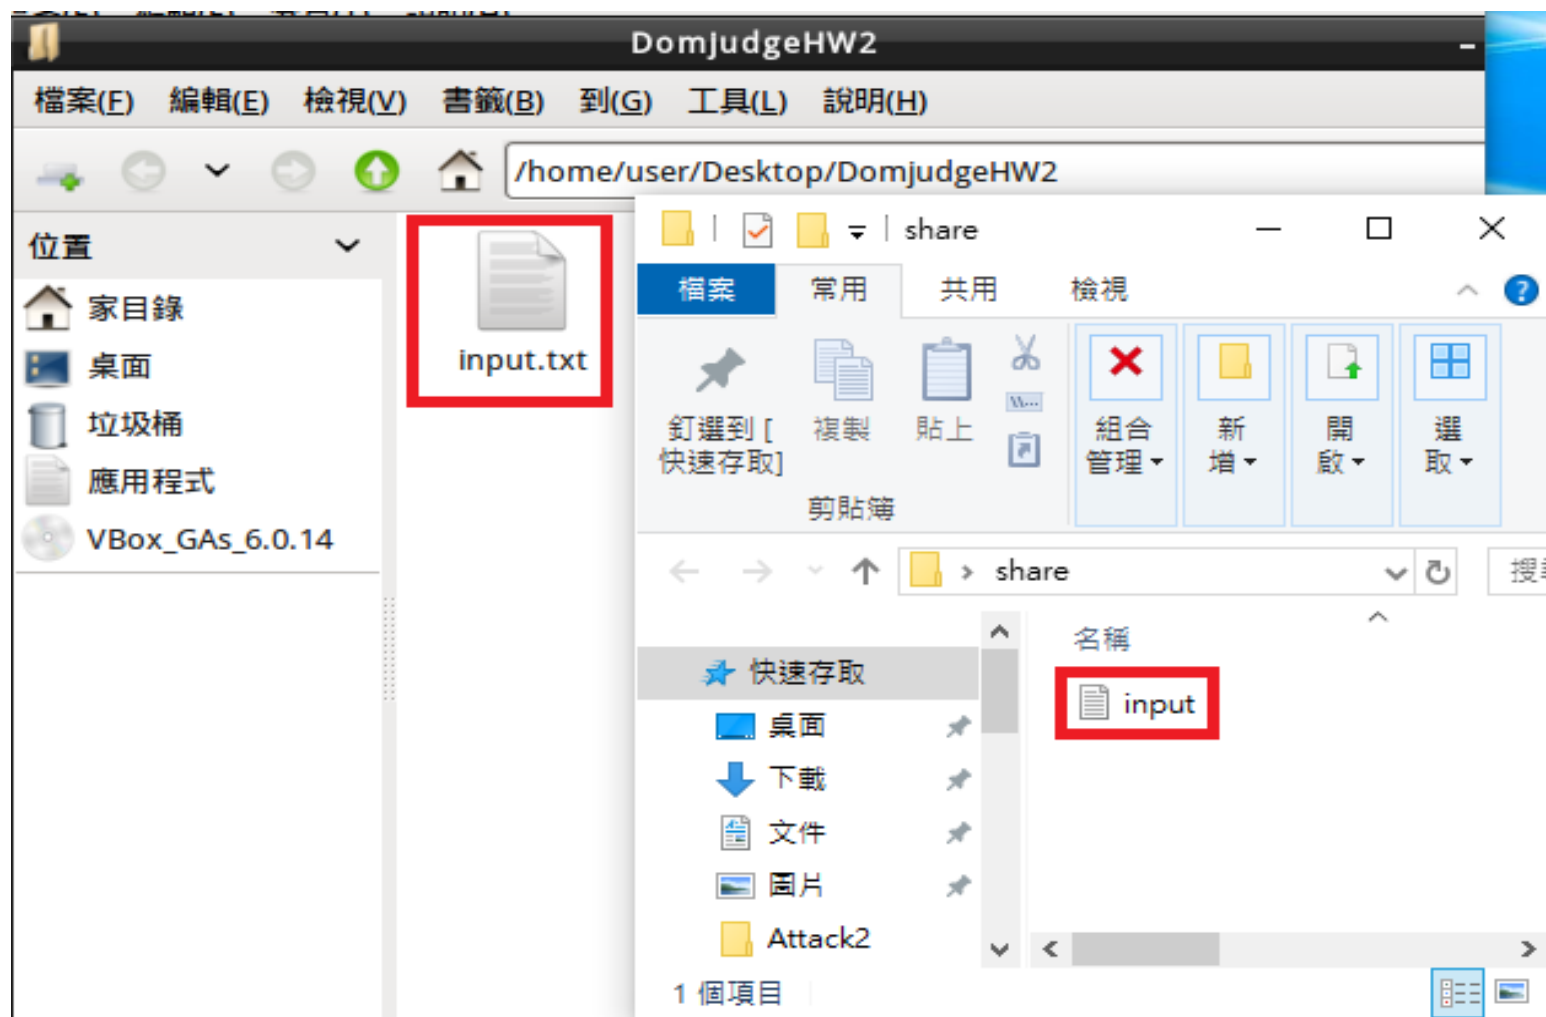 DomjudgeHW2
檔案(F) 編輯(E) 檢視(V) 書籤(B) 到(G) 工具(L) 說明(H)
/home/user/Desktop/DomjudgeHW2
位置
家目錄
桌面
垃圾桶
應用程式
VBox_GAs_6.0.14
input.txt
share
檔案 常用 共用 檢視
釘選到 [
快速存取]
複製
貼上
組合
管理
新
增
開
啟
選
取
剪貼簿
share
名稱
快速存取
桌面
下載
文件
圖片
Attack2
input
1 個項目